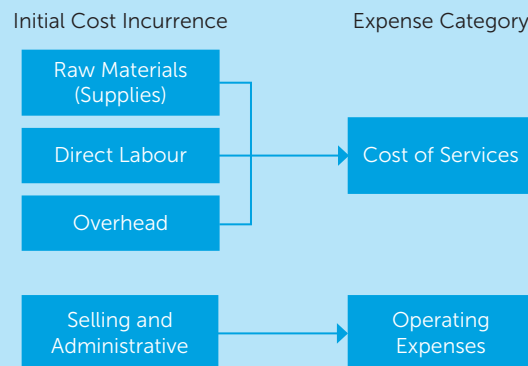 Initial Cost Incurrence
Expense Category
Raw Materials
(Supplies)
Direct Labour
Cost of Services
Overhead
Selling and
Administrative
Operating
Expenses